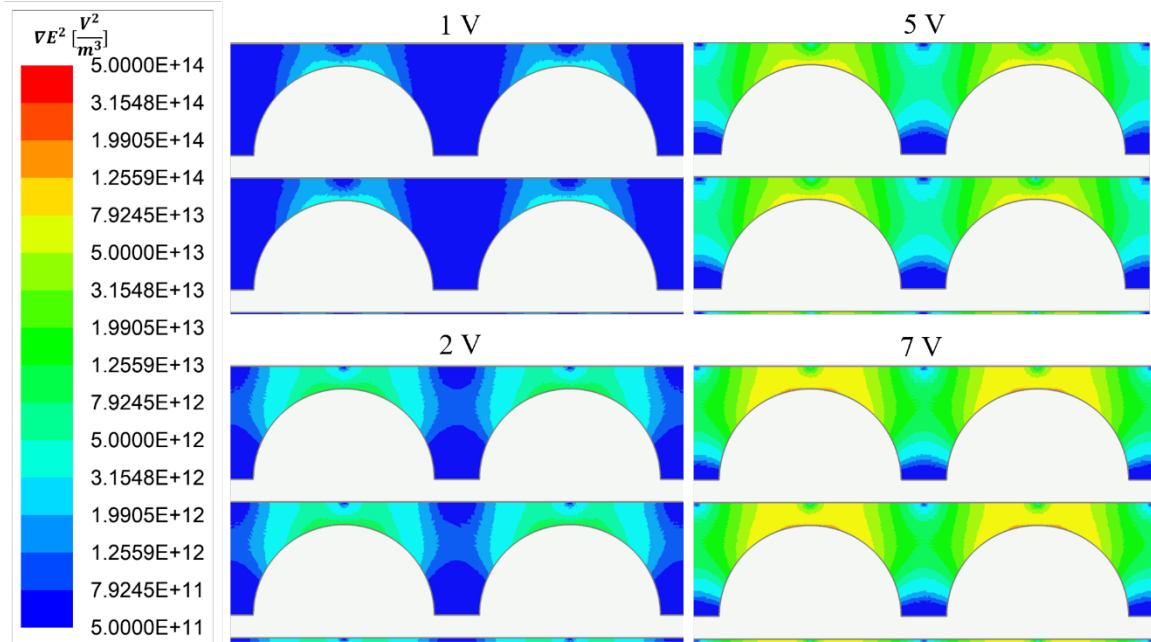 ∇E² [V²/m³]
5.0000E+14
3.1548E+14
1.9905E+14
1.2559E+14
7.9245E+13
5.0000E+13
3.1548E+13
1.9905E+13
1.2559E+13
7.9245E+12
5.0000E+12
3.1548E+12
1.9905E+12
1.2559E+12
7.9245E+11
5.0000E+11
1 V
5 V
2 V
7 V